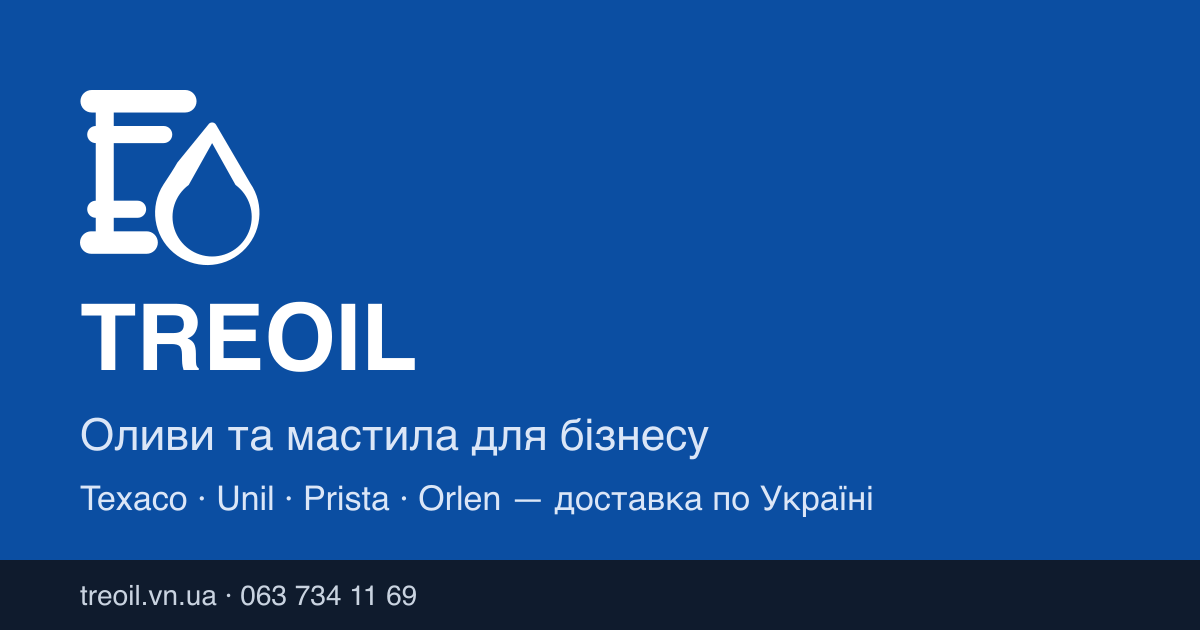 TREOIL
Оливи та мастила для бізнесу
Texaco · Unil · Prista · Orlen — доставка по Україні
treoil.vn.ua · 063 734 11 69